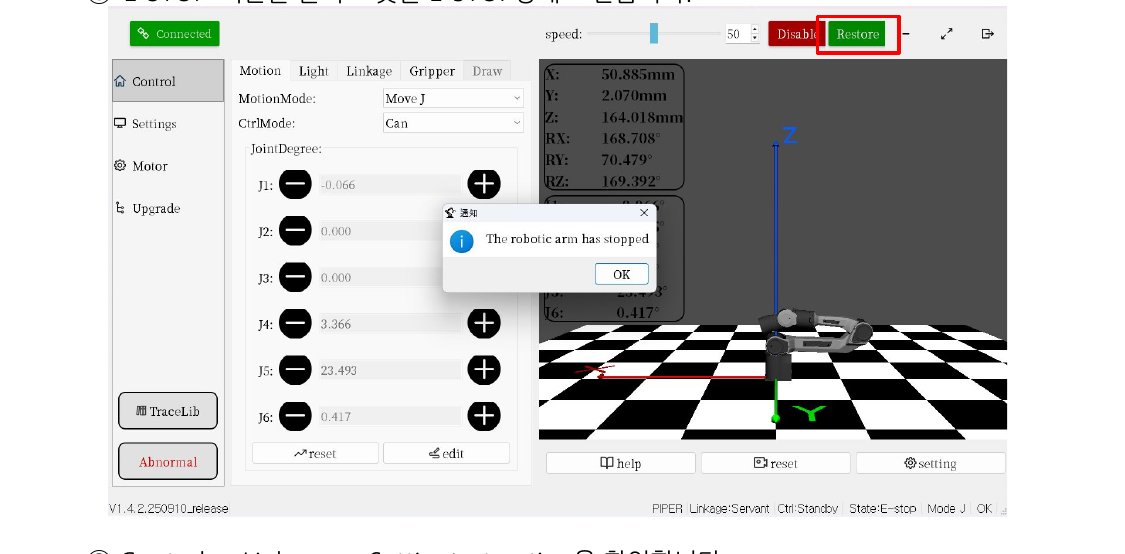 Connected
speed:
50
Disabl
Restore
Control
Settings
Motor
Upgrade
TraceLib
Abnormal
Motion Light Linkage Gripper Draw
MotionMode: Move J
CtrlMode: Can
JointDegree:
J1: -0.066
J2: 0.000
J3: 0.000
J4: 3.366
J5: 23.493
J6: 0.417
reset edit
X: 50.885mm
Y: 2.070mm
Z: 164.018mm
RX: 168.708°
RY: 70.479°
RZ: 169.392°
J6: 0.417°
通知
The robotic arm has stopped
OK
Z
X
Y
help reset setting
V1.4.2.250910_release
PIPER Linkage:Servant Ctrl:Standby State:E-stop Mode J OK